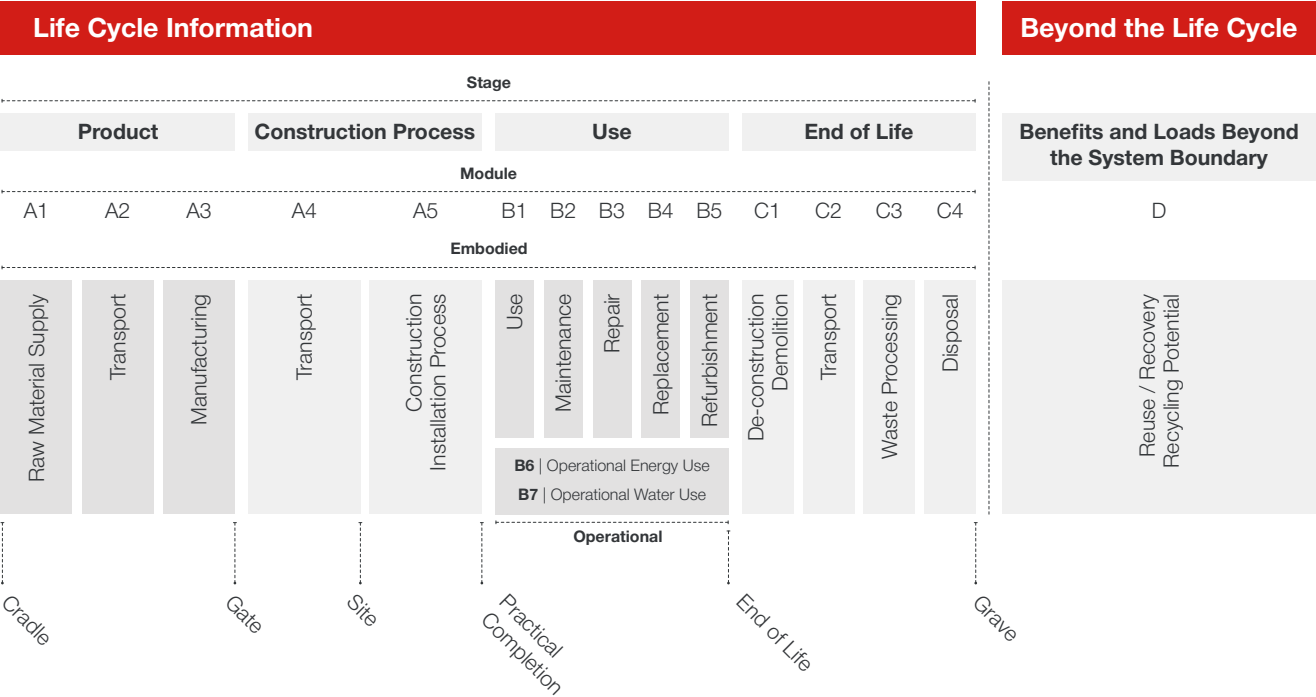 Life Cycle Information
Beyond the Life Cycle
Stage
Product
Construction Process
Use
End of Life
Benefits and Loads Beyond
the System Boundary
Module
A1
A2
A3
A4
A5
B1
B2
B3
B4
B5
C1
C2
C3
C4
D
Embodied
Raw Material Supply
Transport
Manufacturing
Transport
Construction
Installation Process
Use
Maintenance
Repair
Replacement
Refurbishment
De-construction
Demolition
Transport
Waste Processing
Disposal
Reuse / Recovery
Recycling Potential
B6 | Operational Energy Use
B7 | Operational Water Use
Operational
Cradle
Gate
Site
Practical
Completion
End of Life
Grave